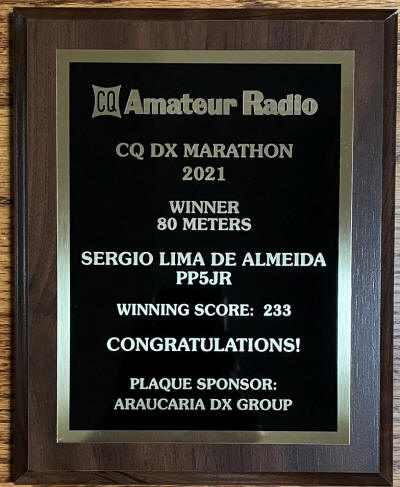 CQ Amateur Radio
CQ DX MARATHON
2021
WINNER
80 METERS
SERGIO LIMA DE ALMEIDA
PP5JR
WINNING SCORE: 233
CONGRATULATIONS!
PLAQUE SPONSOR:
ARAUCARIA DX GROUP